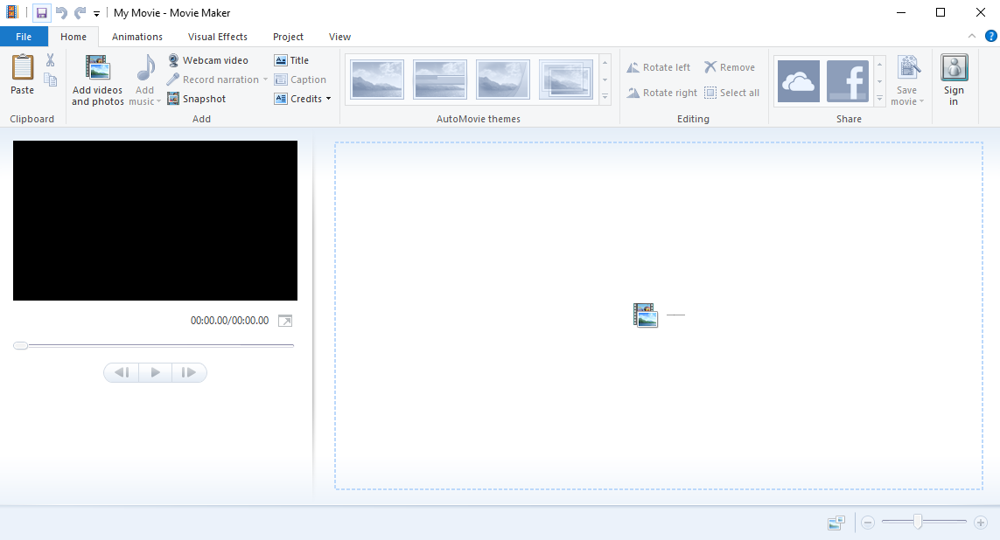 My Movie - Movie Maker
File Home Animations Visual Effects Project View
Paste
Clipboard
Add videos
and photos
Add
music
Webcam video
Record narration
Snapshot
Title
Caption
Credits
Add
AutoMovie themes
Rotate left
Rotate right
Remove
Select all
Editing
Share
Save
movie
Sign
in
00:00.00/00:00.00